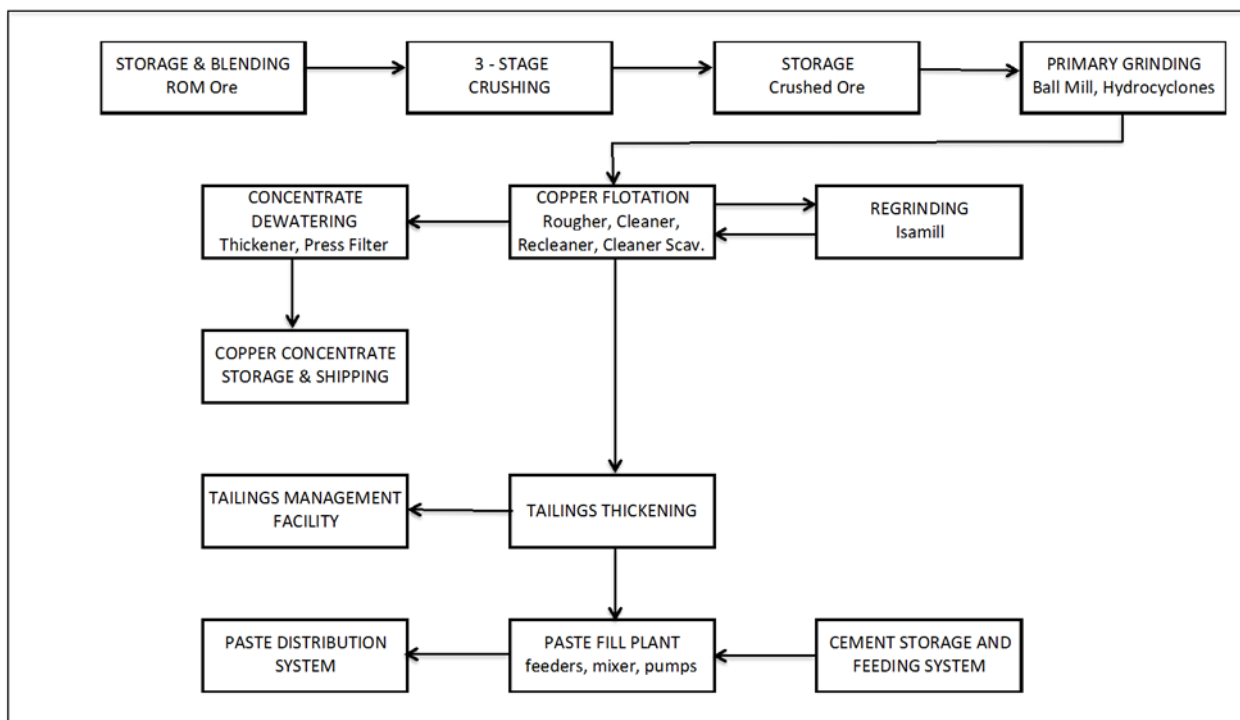 STORAGE & BLENDING
ROM Ore
3 - STAGE
CRUSHING
STORAGE
Crushed Ore
PRIMARY GRINDING
Ball Mill, Hydrocyclones
CONCENTRATE
DEWATERING
Thickener, Press Filter
COPPER FLOTATION
Rougher, Cleaner,
Recleaner, Cleaner Scav.
REGRINDING
Isamill
COPPER CONCENTRATE
STORAGE & SHIPPING
TAILINGS MANAGEMENT
FACILITY
TAILINGS THICKENING
PASTE DISTRIBUTION
SYSTEM
PASTE FILL PLANT
feeders, mixer, pumps
CEMENT STORAGE AND
FEEDING SYSTEM